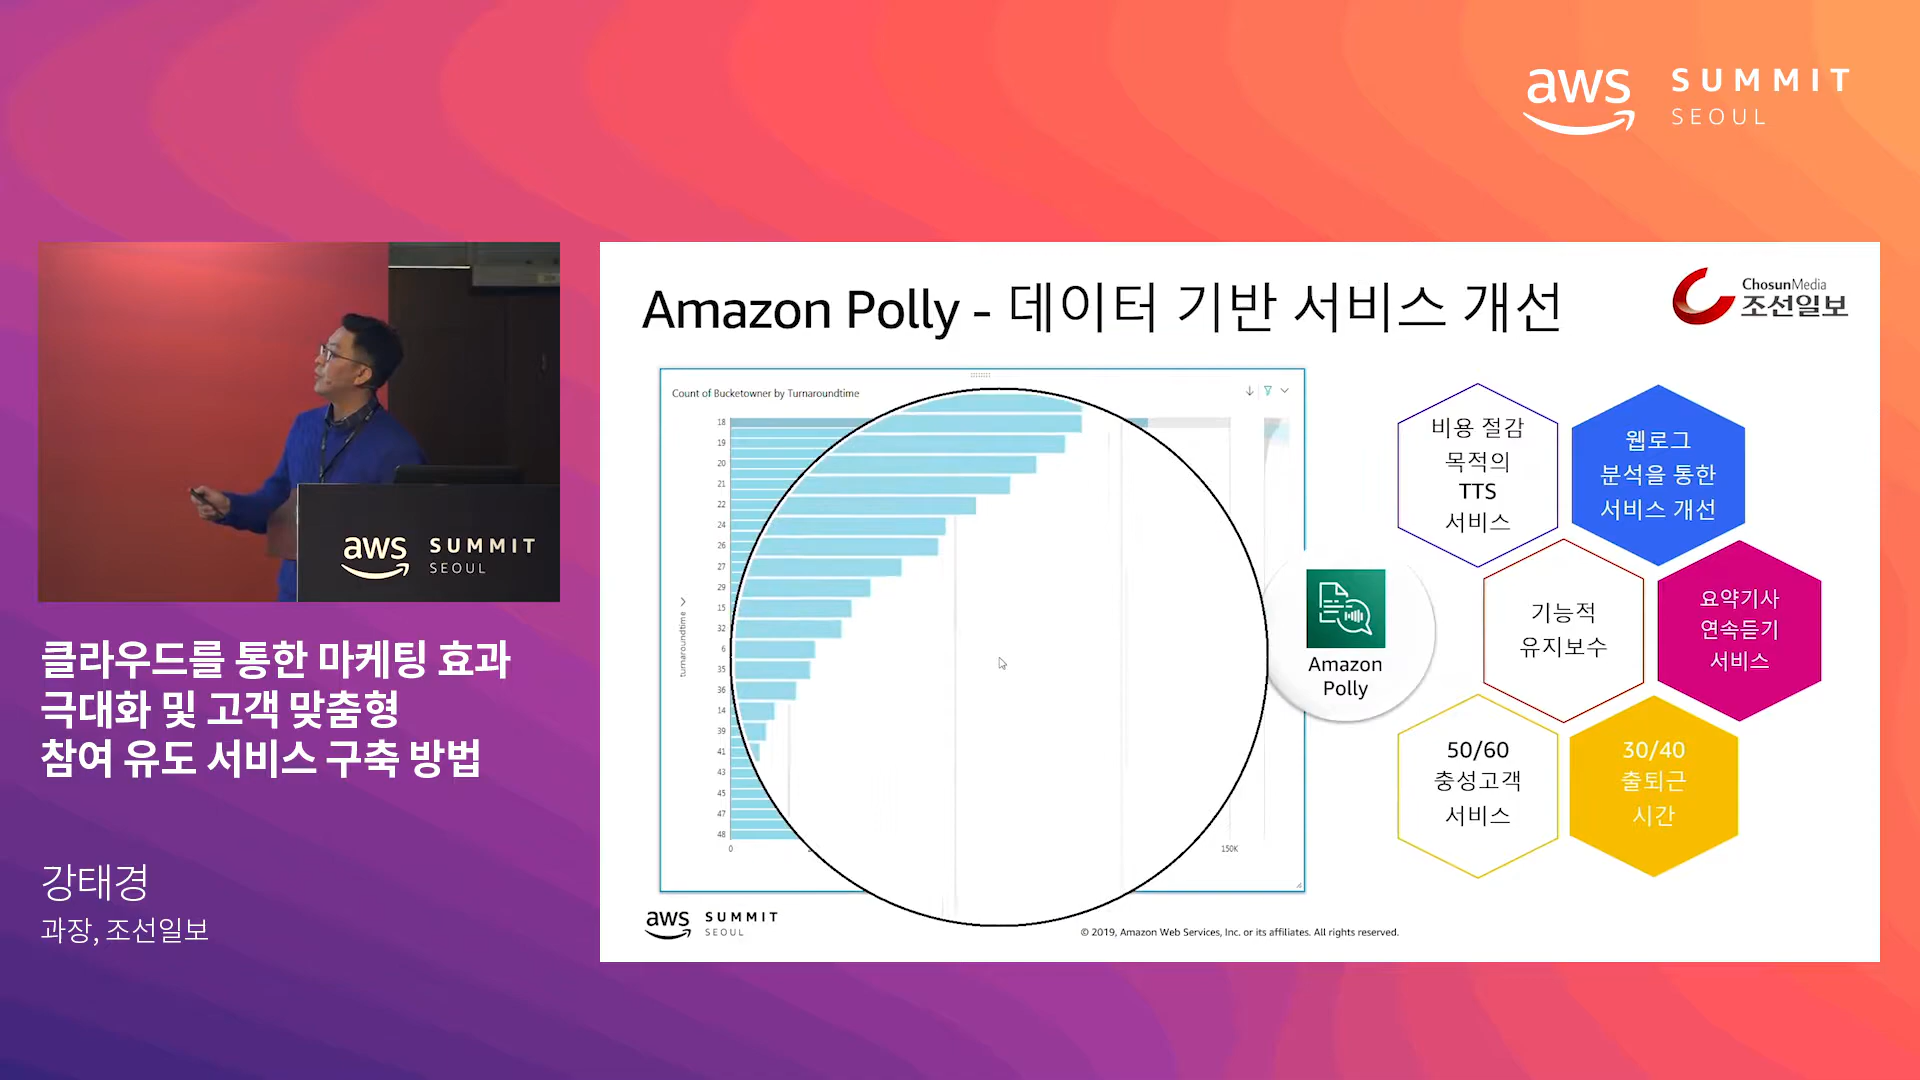 aws SUMMIT
SEOUL
aws SUMMIT
SEOUL
클라우드를 통한 마케팅 효과
극대화 및 고객 맞춤형
참여 유도 서비스 구축 방법
강태경
과장, 조선일보
Amazon Polly - 데이터 기반 서비스 개선
ChosunMedia
조선일보
Count of Bucketowner by Turnaroundtime
turnaroundtime
18
19
20
21
22
24
26
27
29
15
32
6
35
36
14
39
41
43
45
47
48
0
150K
Amazon
Polly
비용 절감
목적의
TTS
서비스
웹로그
분석을 통한
서비스 개선
기능적
유지보수
요약기사
연속듣기
서비스
50/60
충성고객
서비스
30/40
출퇴근
시간
aws SUMMIT
SEOUL
© 2019, Amazon Web Services, Inc. or its affiliates. All rights reserved.